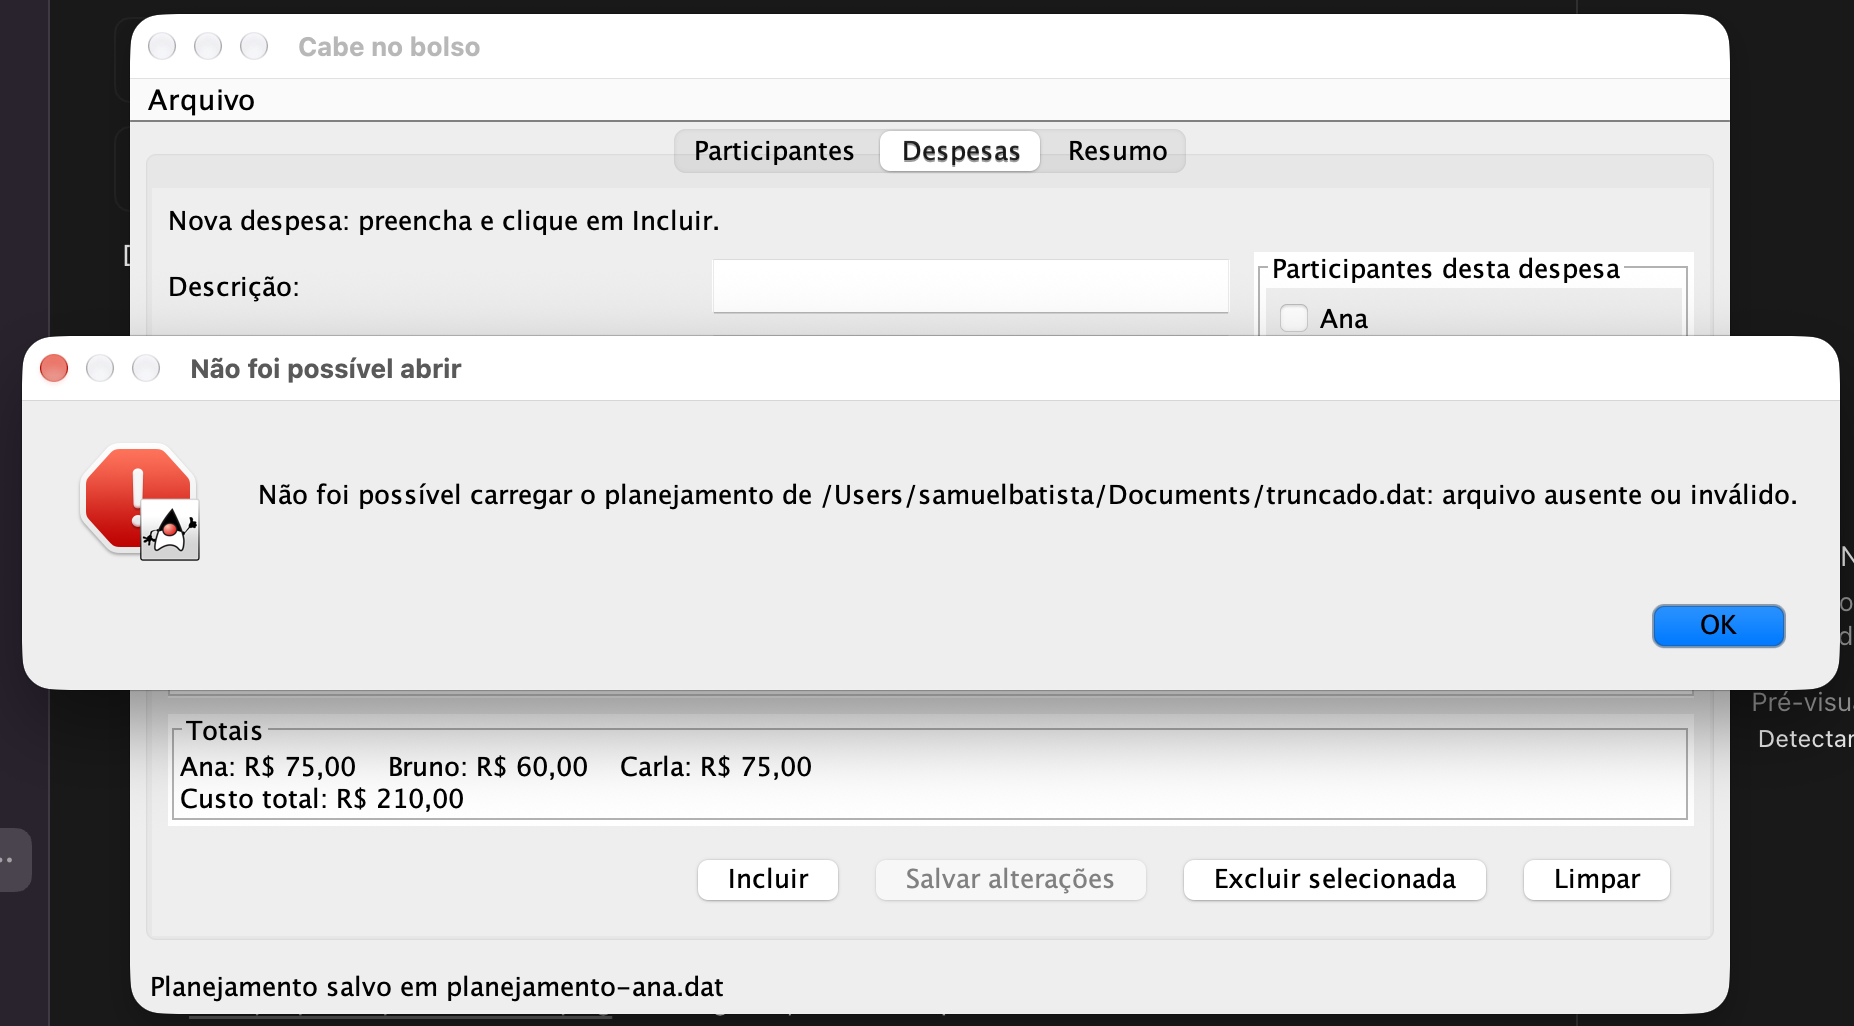 Cabe no bolso
Arquivo
Participantes Despesas Resumo
Nova despesa: preencha e clique em Incluir.
Descrição:
Participantes desta despesa
Ana
Não foi possível abrir
Não foi possível carregar o planejamento de /Users/samuelbatista/Documents/truncado.dat: arquivo ausente ou inválido.
OK
Pré-visu
Detectar
Totais
Ana: R$ 75,00 Bruno: R$ 60,00 Carla: R$ 75,00
Custo total: R$ 210,00
Incluir Salvar alterações Excluir selecionada Limpar
Planejamento salvo em planejamento-ana.dat